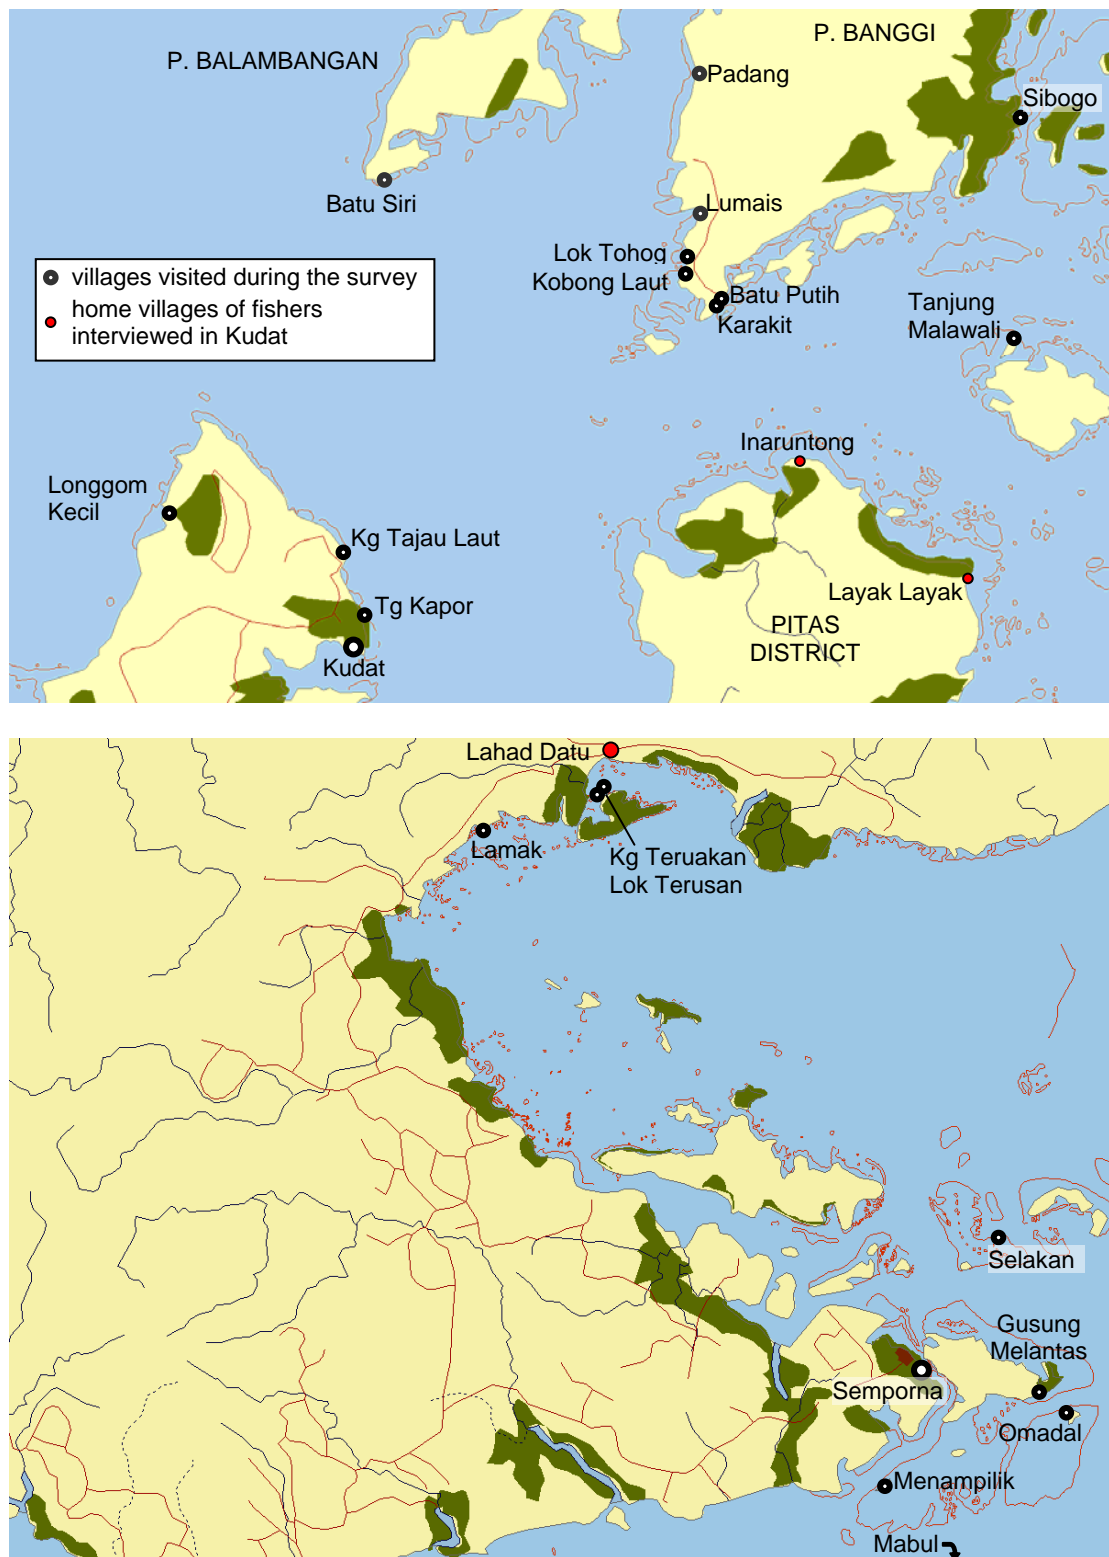 P. BALAMBANGAN
P. BANGGI
Padang
Sibogo
Batu Siri
Lumais
Lok Tohog
Kobong Laut
Batu Putih
Karakit
Tanjung
Malawali
villages visited during the survey
home villages of fishers
interviewed in Kudat
Inaruntong
Longgom
Kecil
Kg Tajau Laut
Layak Layak
Tg Kapor
PITAS
DISTRICT
Kudat
Lahad Datu
Lamak
Kg Teruakan
Lok Terusan
Selakan
Gusung
Melantas
Semporna
Omadal
Menampilik
Mabul